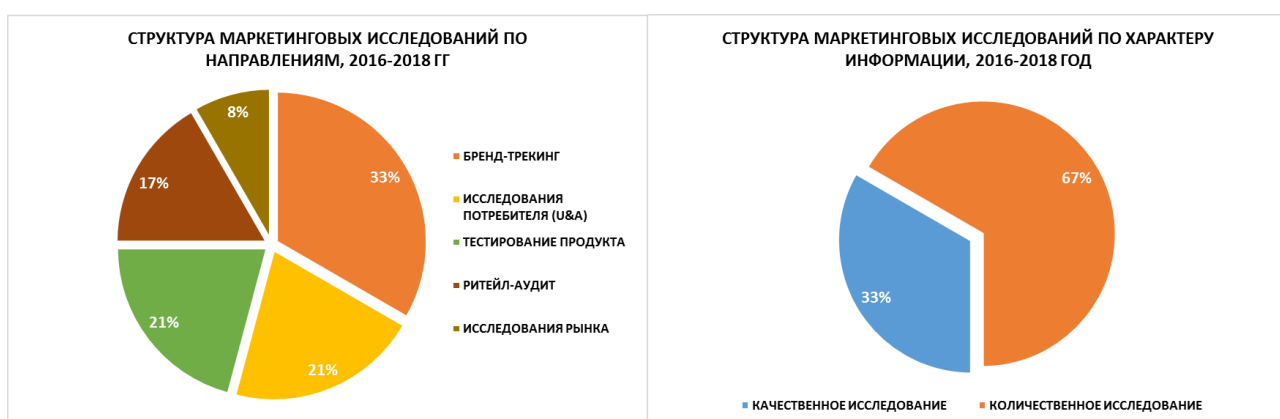 СТРУКТУРА МАРКЕТИНГОВЫХ ИССЛЕДОВАНИЙ ПО
НАПРАВЛЕНИЯМ, 2016-2018 ГГ
8%
33%
17%
21%
21%
БРЕНД-ТРЕКИНГ
ИССЛЕДОВАНИЯ
ПОТРЕБИТЕЛЯ (U&A)
ТЕСТИРОВАНИЕ ПРОДУКТА
РИТЕЙЛ-АУДИТ
ИССЛЕДОВАНИЯ РЫНКА
СТРУКТУРА МАРКЕТИНГОВЫХ ИССЛЕДОВАНИЙ ПО ХАРАКТЕРУ
ИНФОРМАЦИИ, 2016-2018 ГОД
67%
33%
КАЧЕСТВЕННОЕ ИССЛЕДОВАНИЕ
КОЛИЧЕСТВЕННОЕ ИССЛЕДОВАНИЕ